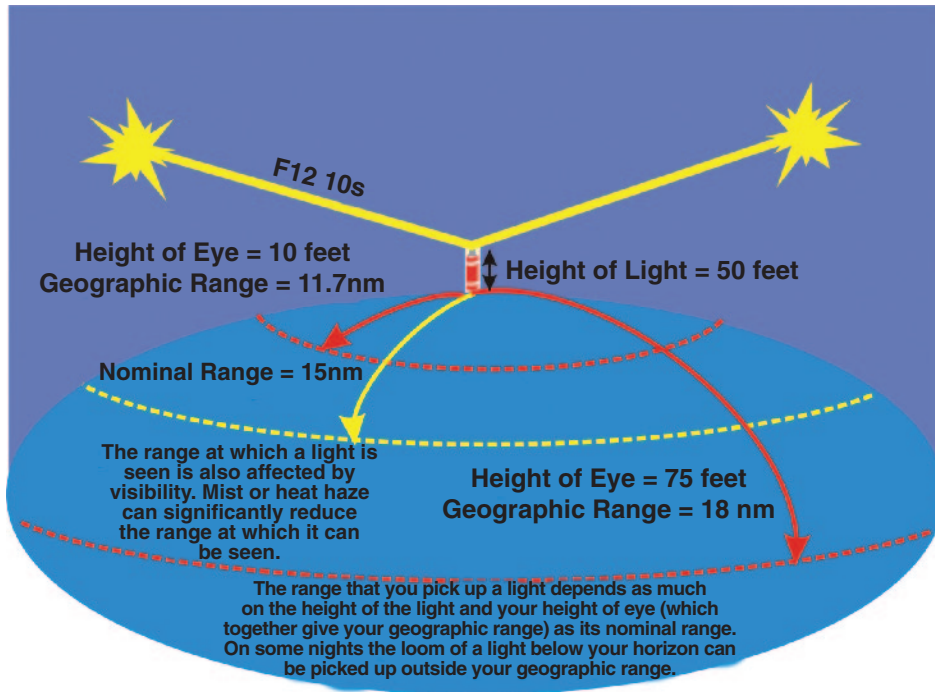 F12 10s
Height of Eye = 10 feet
Geographic Range = 11.7nm
Height of Light = 50 feet
Nominal Range = 15nm
The range at which a light is
seen is also affected by
visibility. Mist or heat haze
can significantly reduce
the range at which it can
be seen.
Height of Eye = 75 feet
Geographic Range = 18 nm
The range that you pick up a light depends as much
on the height of the light and your height of eye (which
together give your geographic range) as its nominal range.
On some nights the loom of a light below your horizon can
be picked up outside your geographic range.